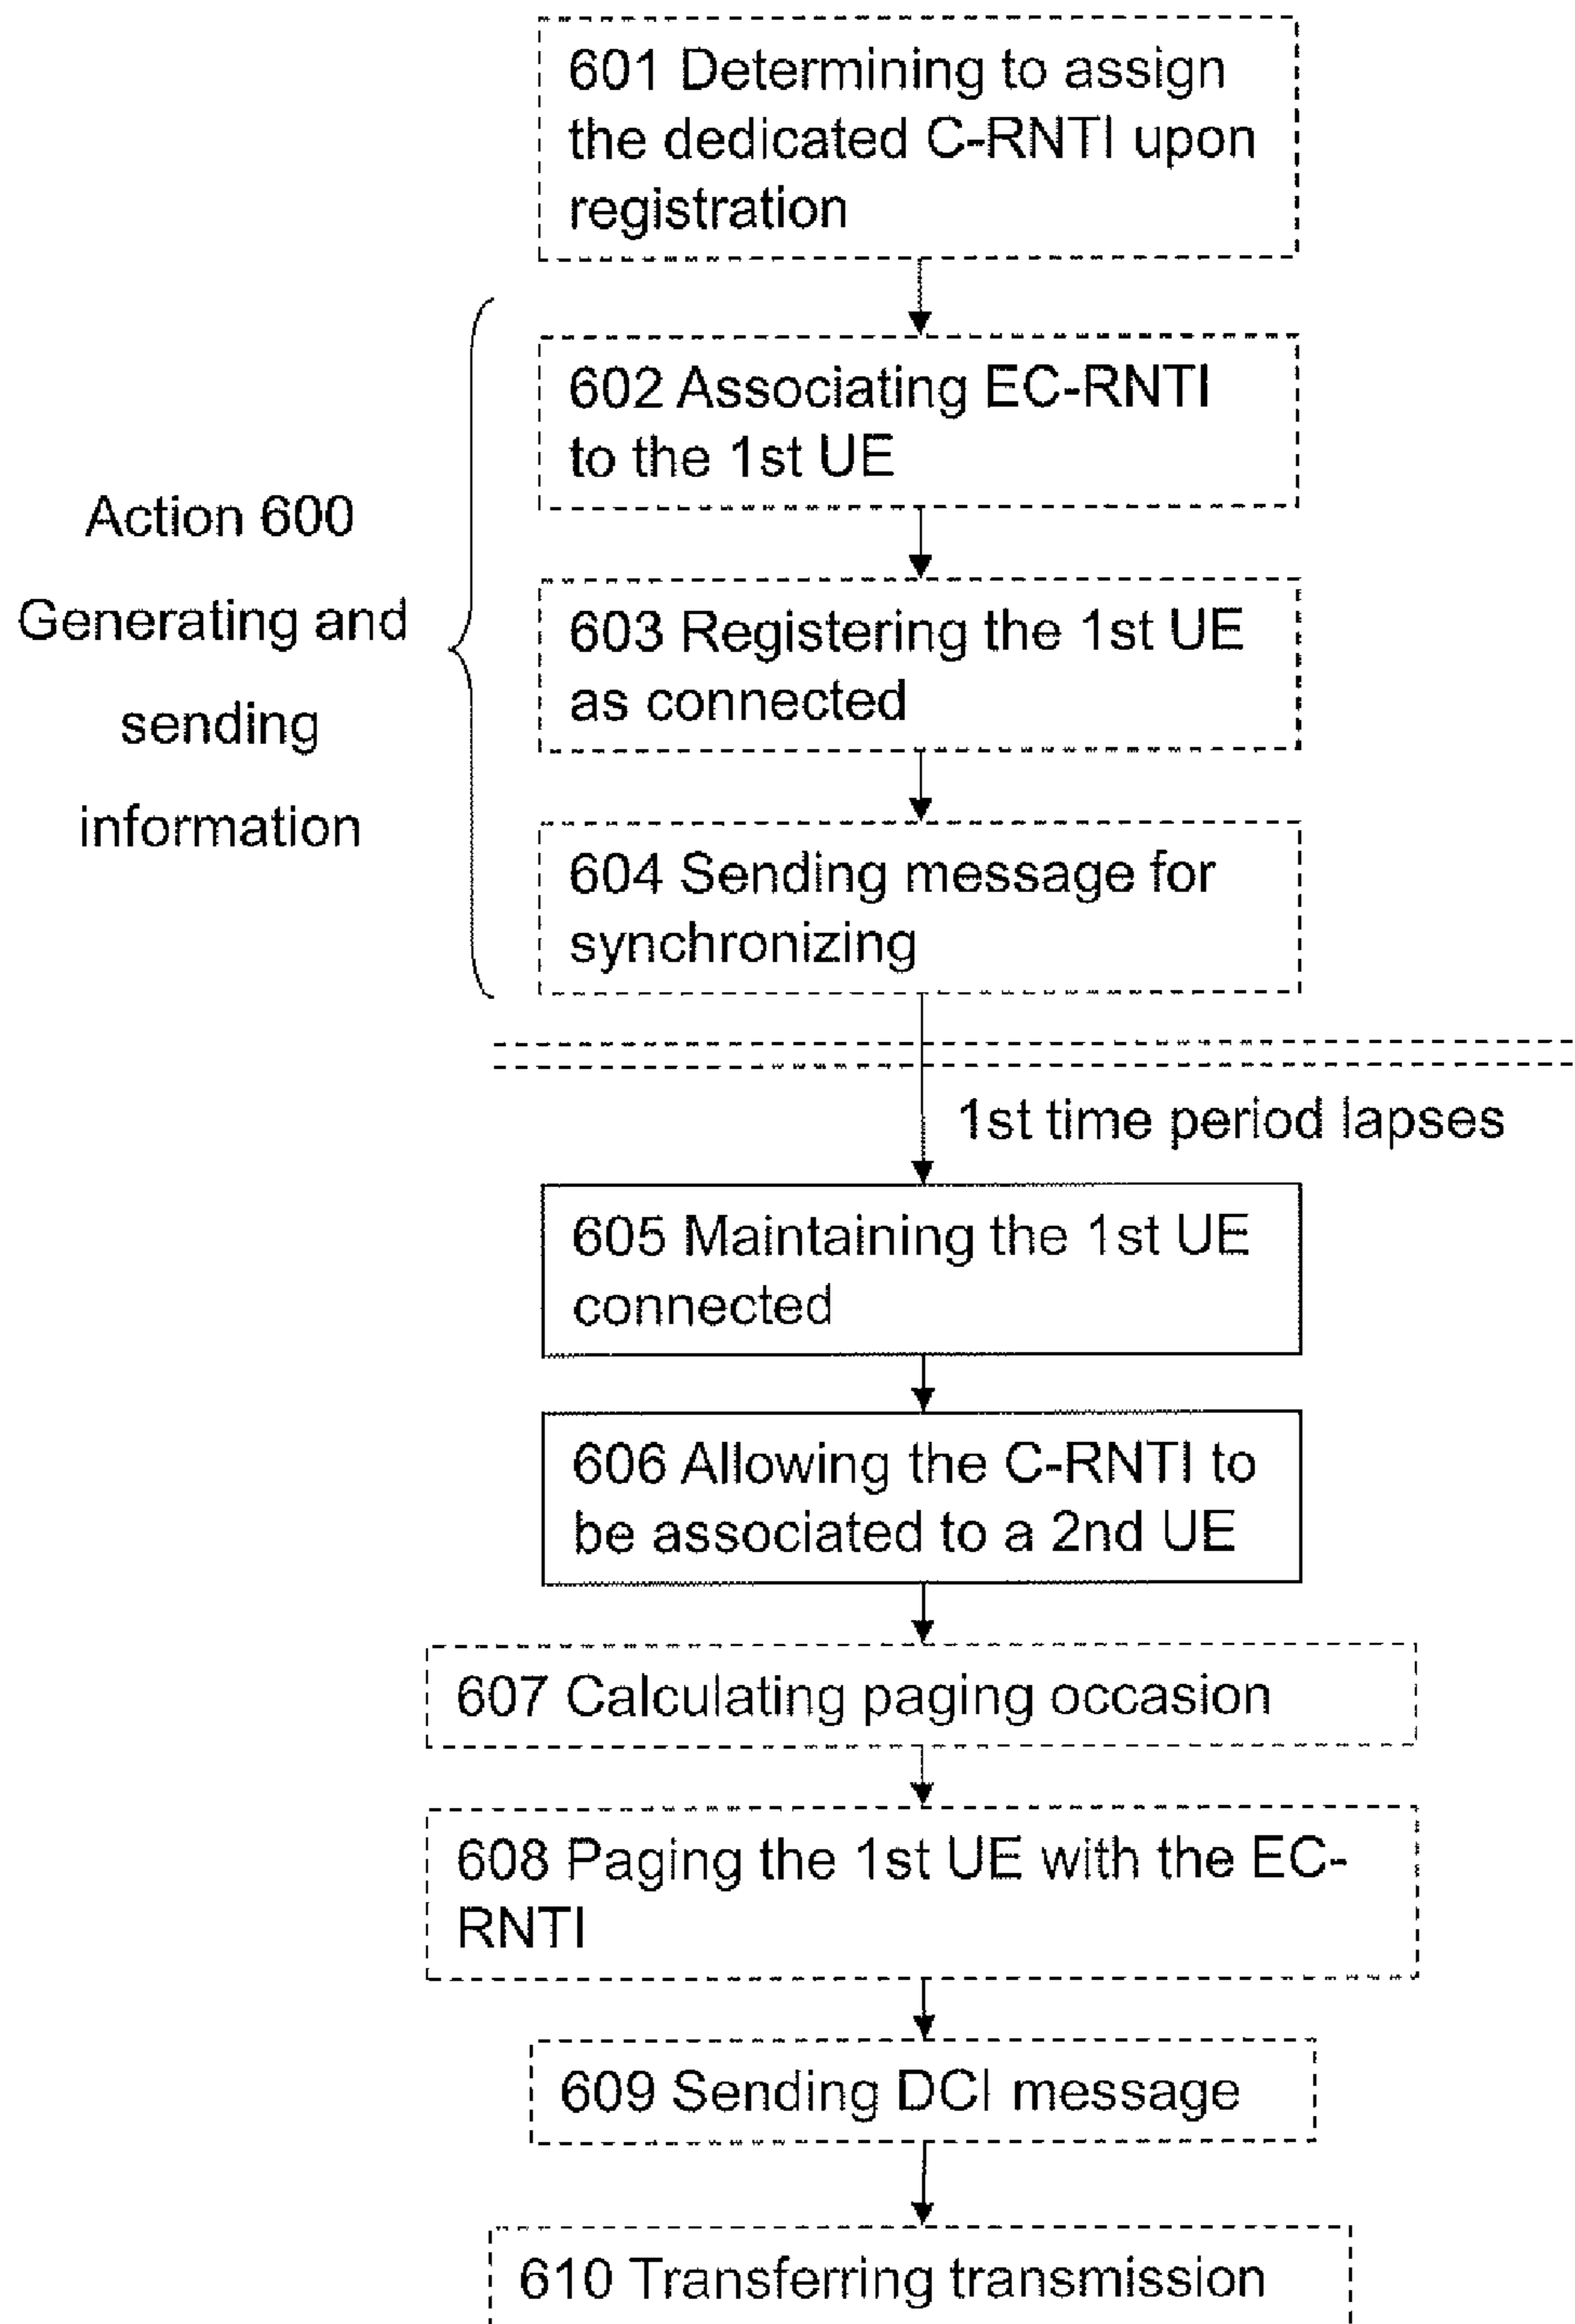 601 Determining to assign
the dedicated C-RNTI upon
registration
602 Associating EC-RNTI
to the 1st UE
Action 600
Generating and
sending
information
603 Registering the 1st UE
as connected
604 Sending message for
synchronizing
1st time period lapses
605 Maintaining the 1st UE
connected
606 Allowing the C-RNTI to
be associated to a 2nd UE
607 Calculating paging occasion
608 Paging the 1st UE with the EC-
RNTI
609 Sending DCI message
610 Transferring transmission